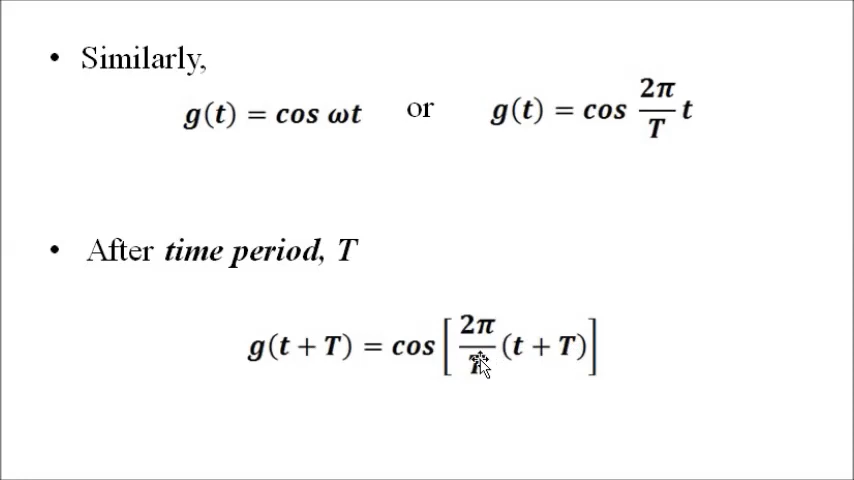 • Similarly,
g(t) = cos ωt or g(t) = cos 2π/T t
• After time period, T
g(t + T) = cos [2π/T (t + T)]